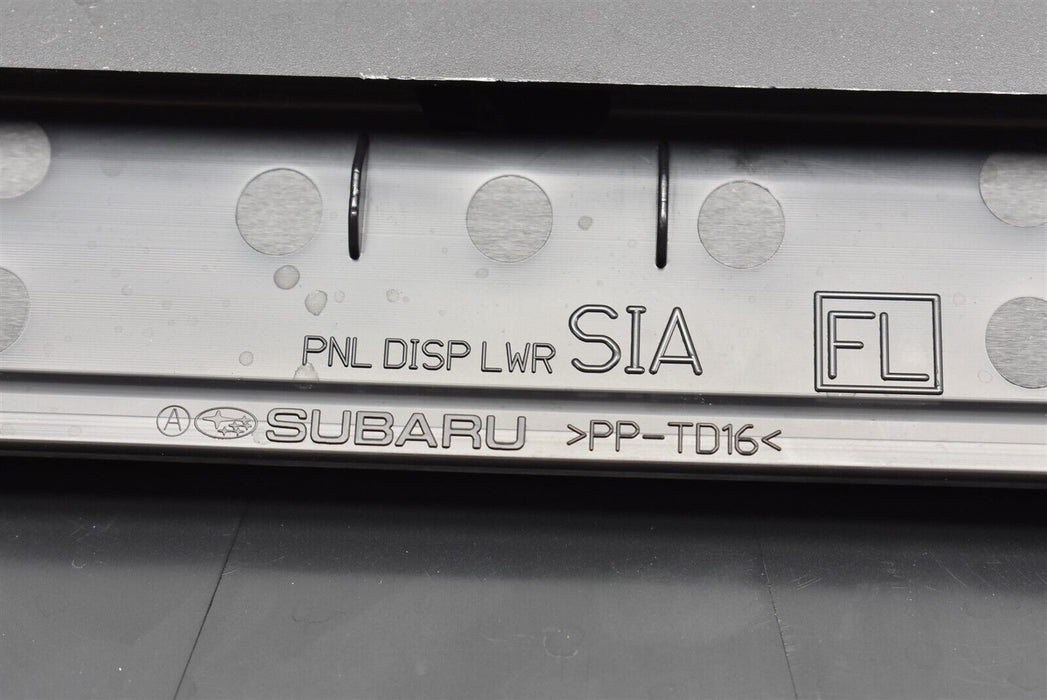 PNL DISP LWR SIA FL
A SUBARU >PP-TD16<